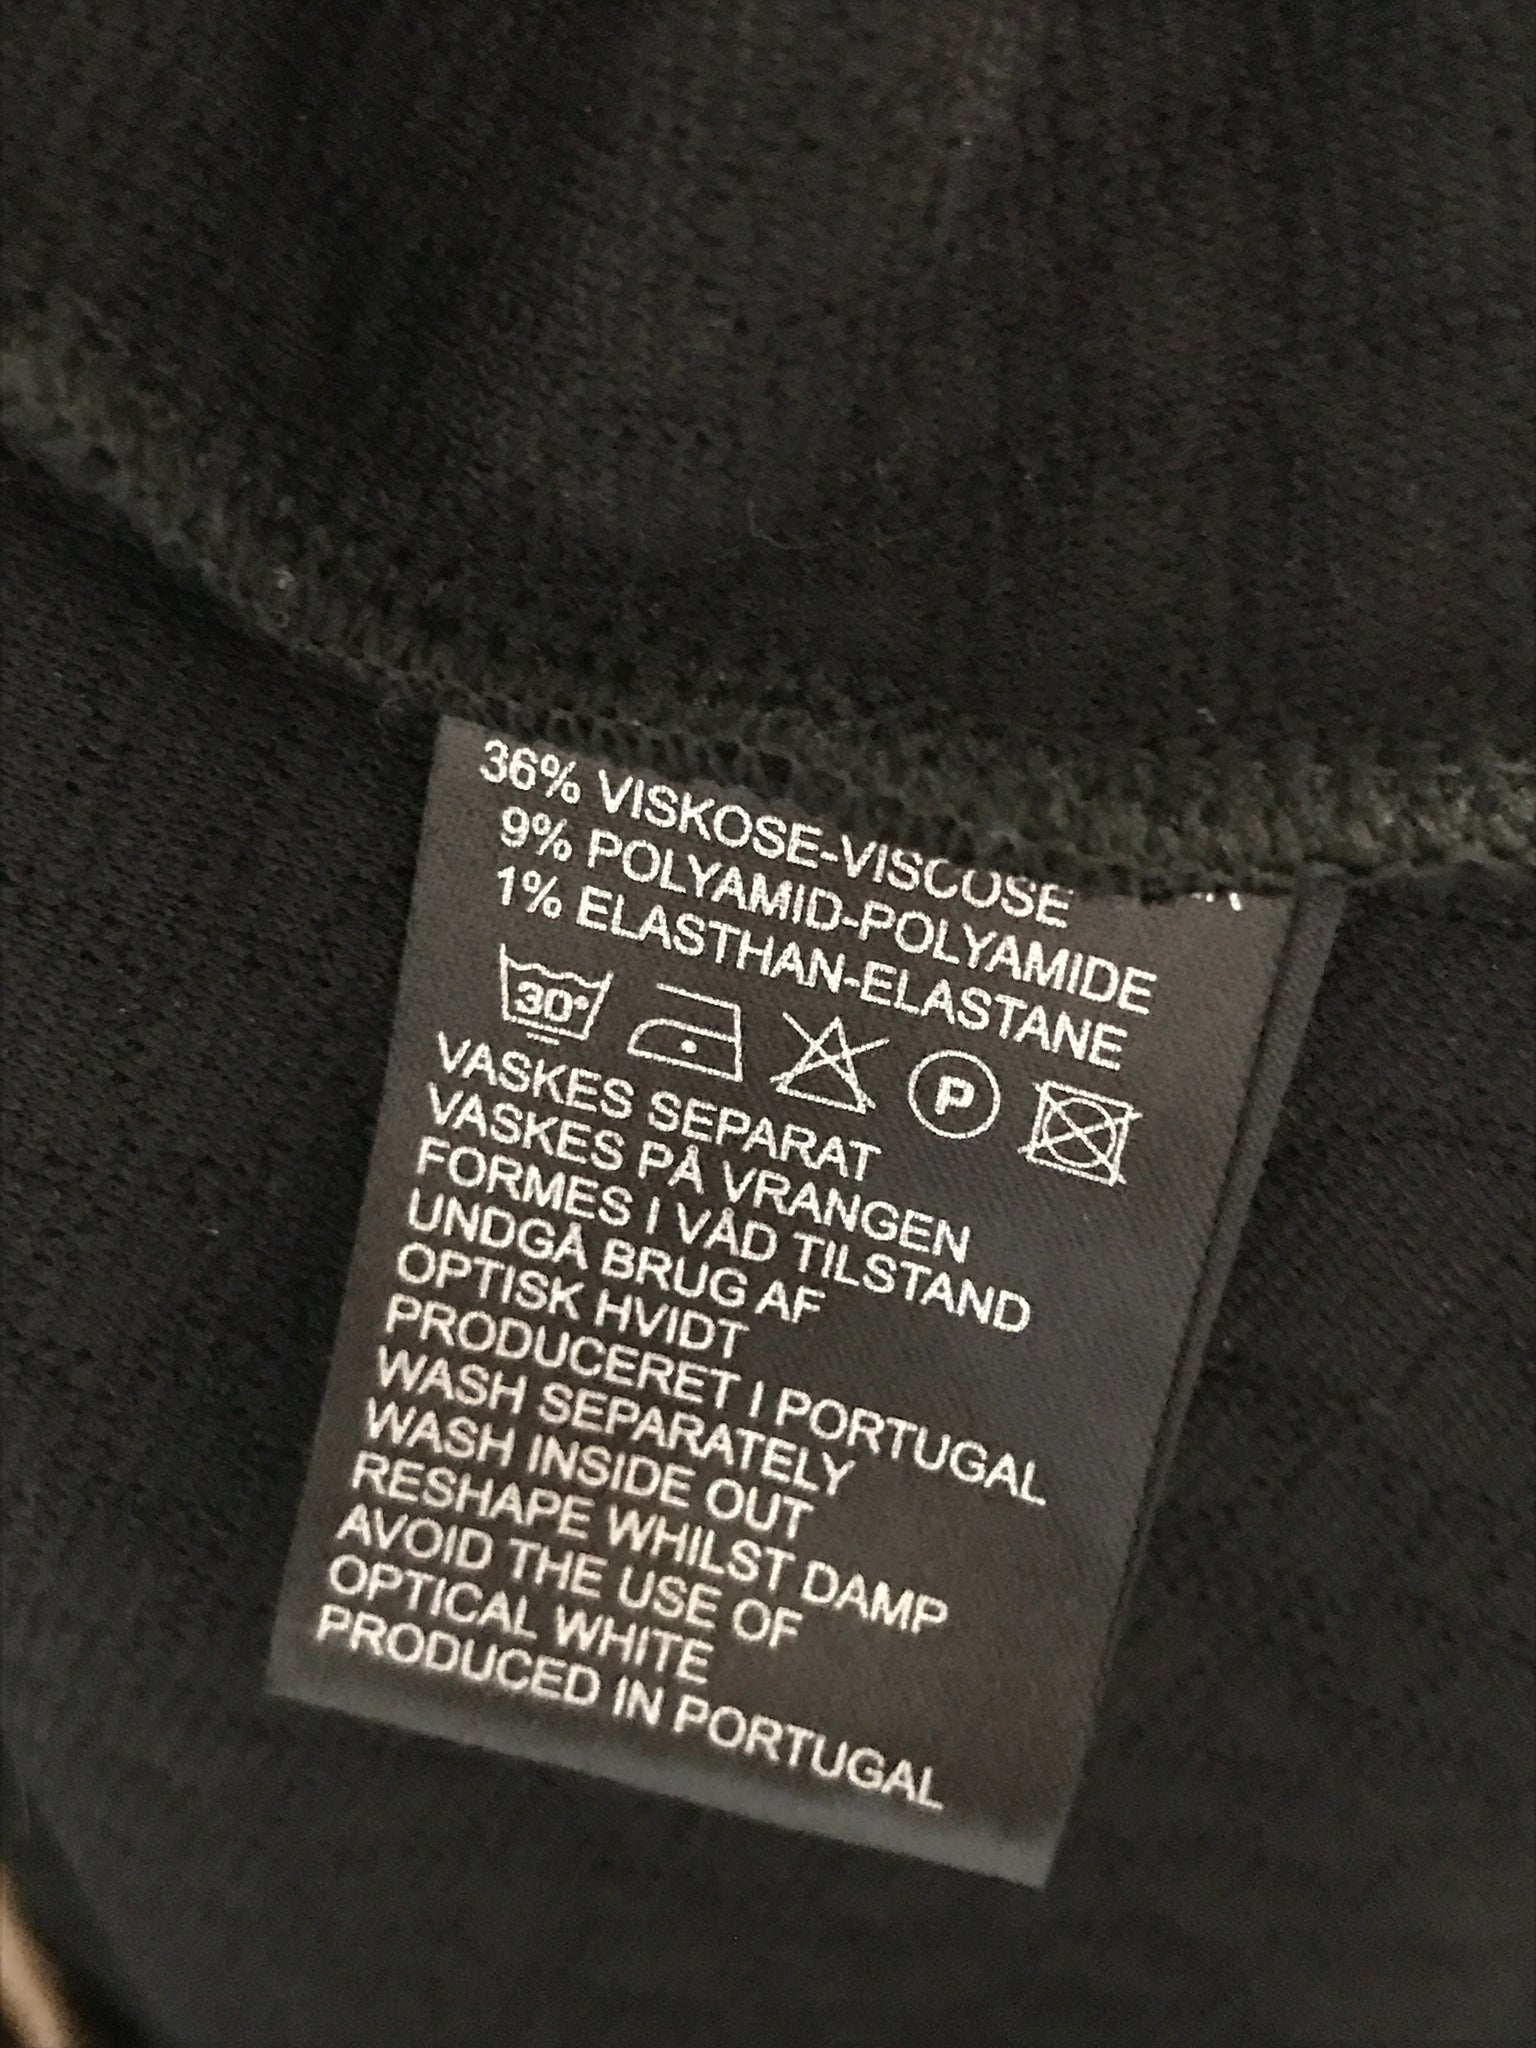 36% VISKOSE-VISCOSE
9% POLYAMID-POLYAMIDE
1% ELASTHAN-ELASTANE
30°
P
VASKES SEPARAT
VASKES PÅ VRANGEN
FORMES I VÅD TILSTAND
UNDGÅ BRUG AF
OPTISK HVIDT
PRODUCERET I PORTUGAL
WASH SEPARATELY
WASH INSIDE OUT
RESHAPE WHILST DAMP
AVOID THE USE OF
OPTICAL WHITE
PRODUCED IN PORTUGAL